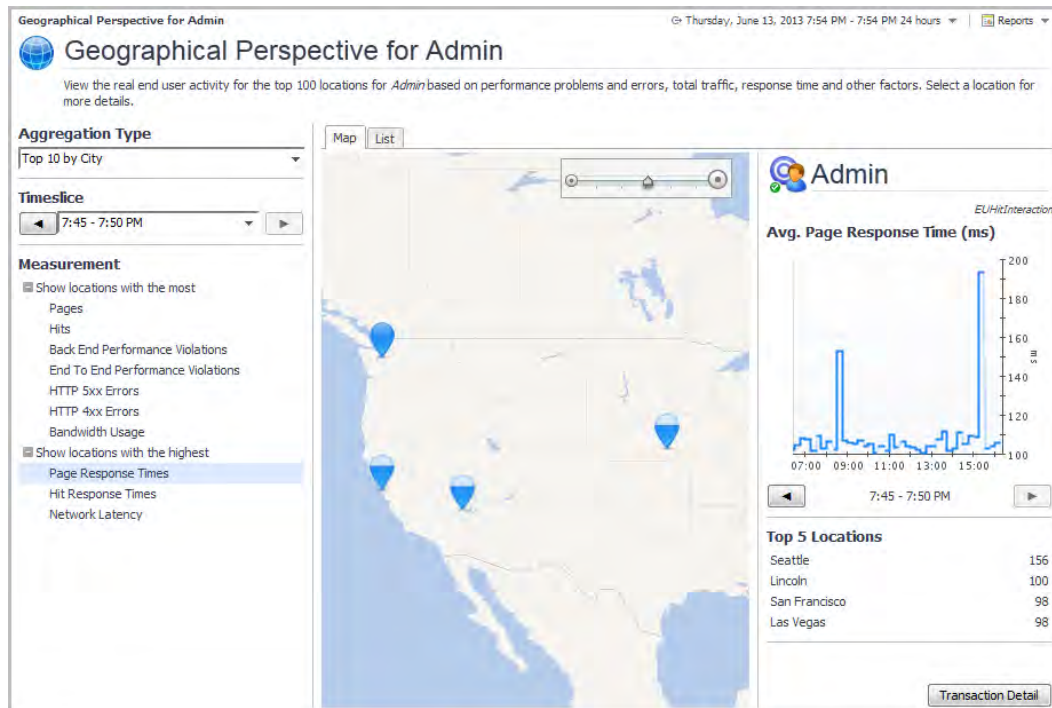 Geographical Perspective for Admin
Thursday, June 13, 2013 7:54 PM - 7:54 PM 24 hours
Reports
Geographical Perspective for Admin
View the real end user activity for the top 100 locations for Admin based on performance problems and errors, total traffic, response time and other factors. Select a location for
more details.
Aggregation Type
Top 10 by City
Timeslice
7:45 - 7:50 PM
Measurement
Show locations with the most
Pages
Hits
Back End Performance Violations
End To End Performance Violations
HTTP 5xx Errors
HTTP 4xx Errors
Bandwidth Usage
Show locations with the highest
Page Response Times
Hit Response Times
Network Latency
Map
List
Admin
EUHitInteraction
Avg. Page Response Time (ms)
200
180
160
ms
140
120
100
07:00 09:00 11:00 13:00 15:00
7:45 - 7:50 PM
Top 5 Locations
Seattle 156
Lincoln 100
San Francisco 98
Las Vegas 98
Transaction Detail